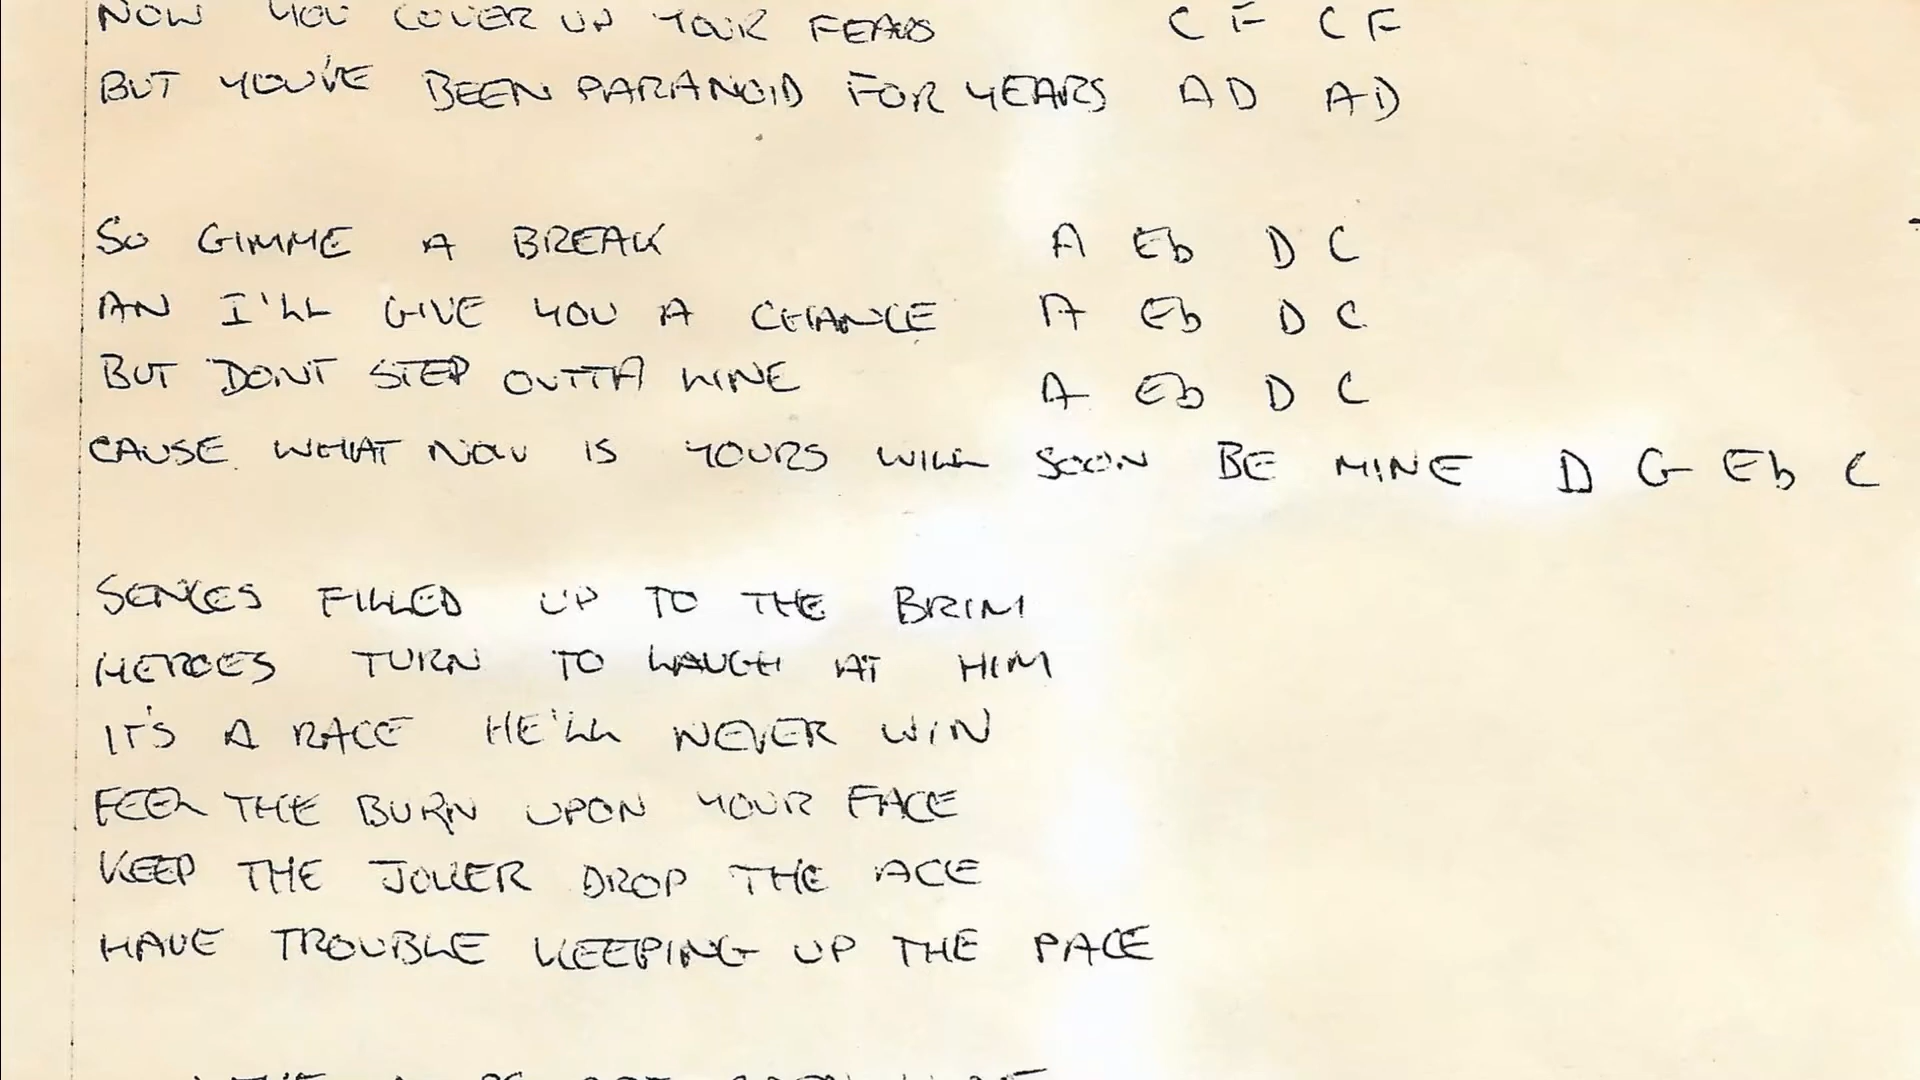 NOW YOU COVER UP YOUR FEARS C F C F
BUT YOU'VE BEEN PARANOID FOR YEARS A D A D
SO GIMME A BREAK A Eb D C
AN I'LL GIVE YOU A CHANCE A Eb D C
BUT DONT STEP OUTTA LINE A Eb D C
CAUSE WHAT NOW IS YOURS WILL SOON BE MINE D G Eb C
SENCES FILLED UP TO THE BRIM
HEROES TURN TO LAUGH AT HIM
IT'S A RACE HE'LL NEVER WIN
FEEL THE BURN UPON YOUR FACE
KEEP THE JOKER DROP THE ACE
HAVE TROUBLE KEEPING UP THE PACE